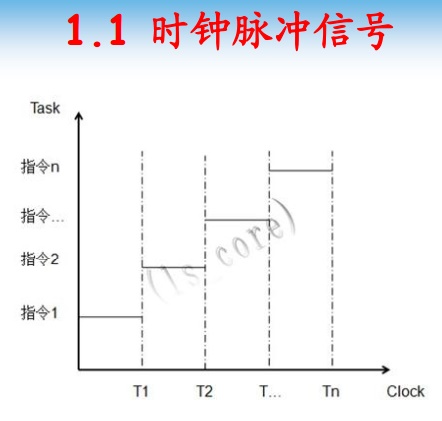 1.1 时钟脉冲信号
Task
指令n
指令...
指令2
指令1
(ls_core)
T1 T2 T... Tn Clock